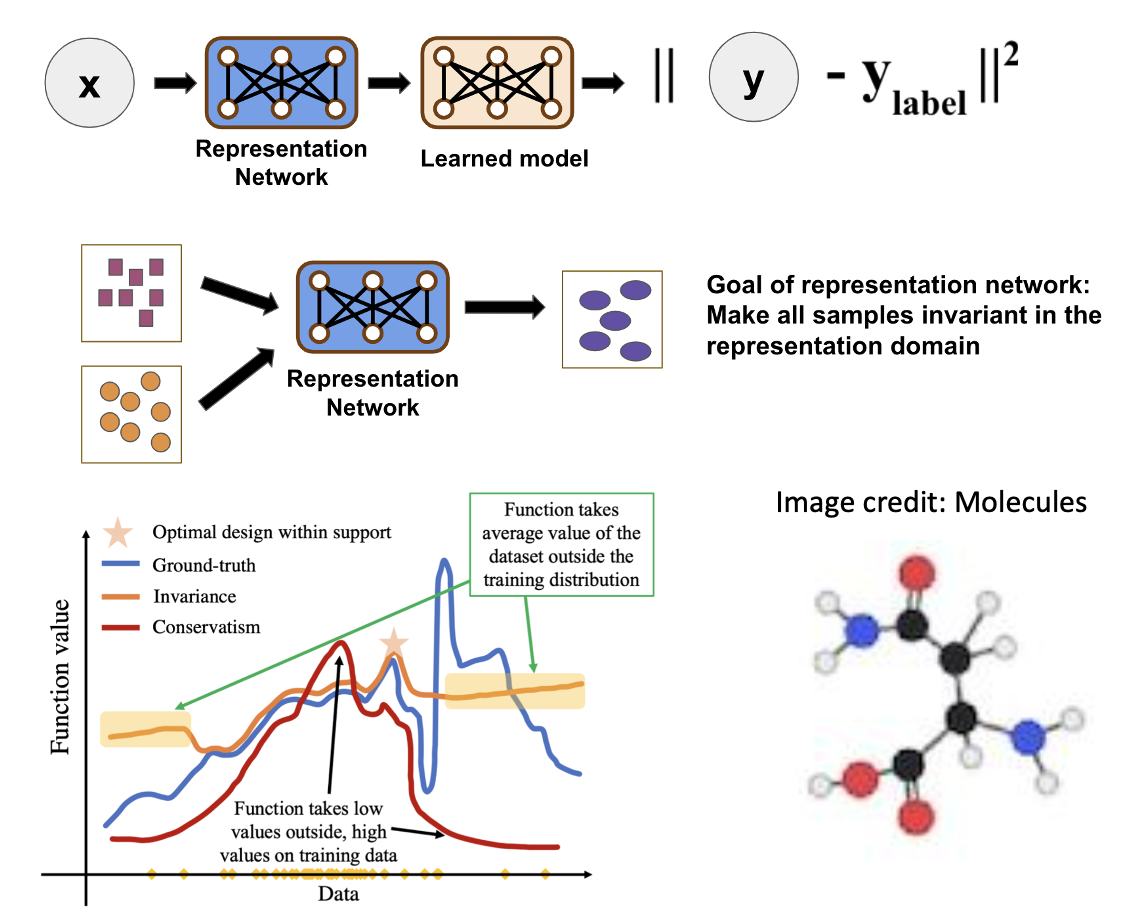 x
y
|| - y_label ||²
Representation
Network
Learned model
Representation
Network
Goal of representation network:
Make all samples invariant in the
representation domain
Image credit: Molecules
Optimal design within support
Ground-truth
Invariance
Conservatism
Function takes
average value of the
dataset outside the
training distribution
Function value
Function takes low
values outside, high
values on training data
Data